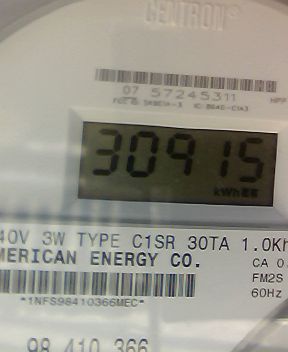 CENTRON®
07 57245311
30915
kWh
40V 3W TYPE C1SR 30TA 1.0Kh
MERICAN ENERGY CO.
CA 0.
FM2S
*1NFS98410366MEC*
60Hz
98 410 366